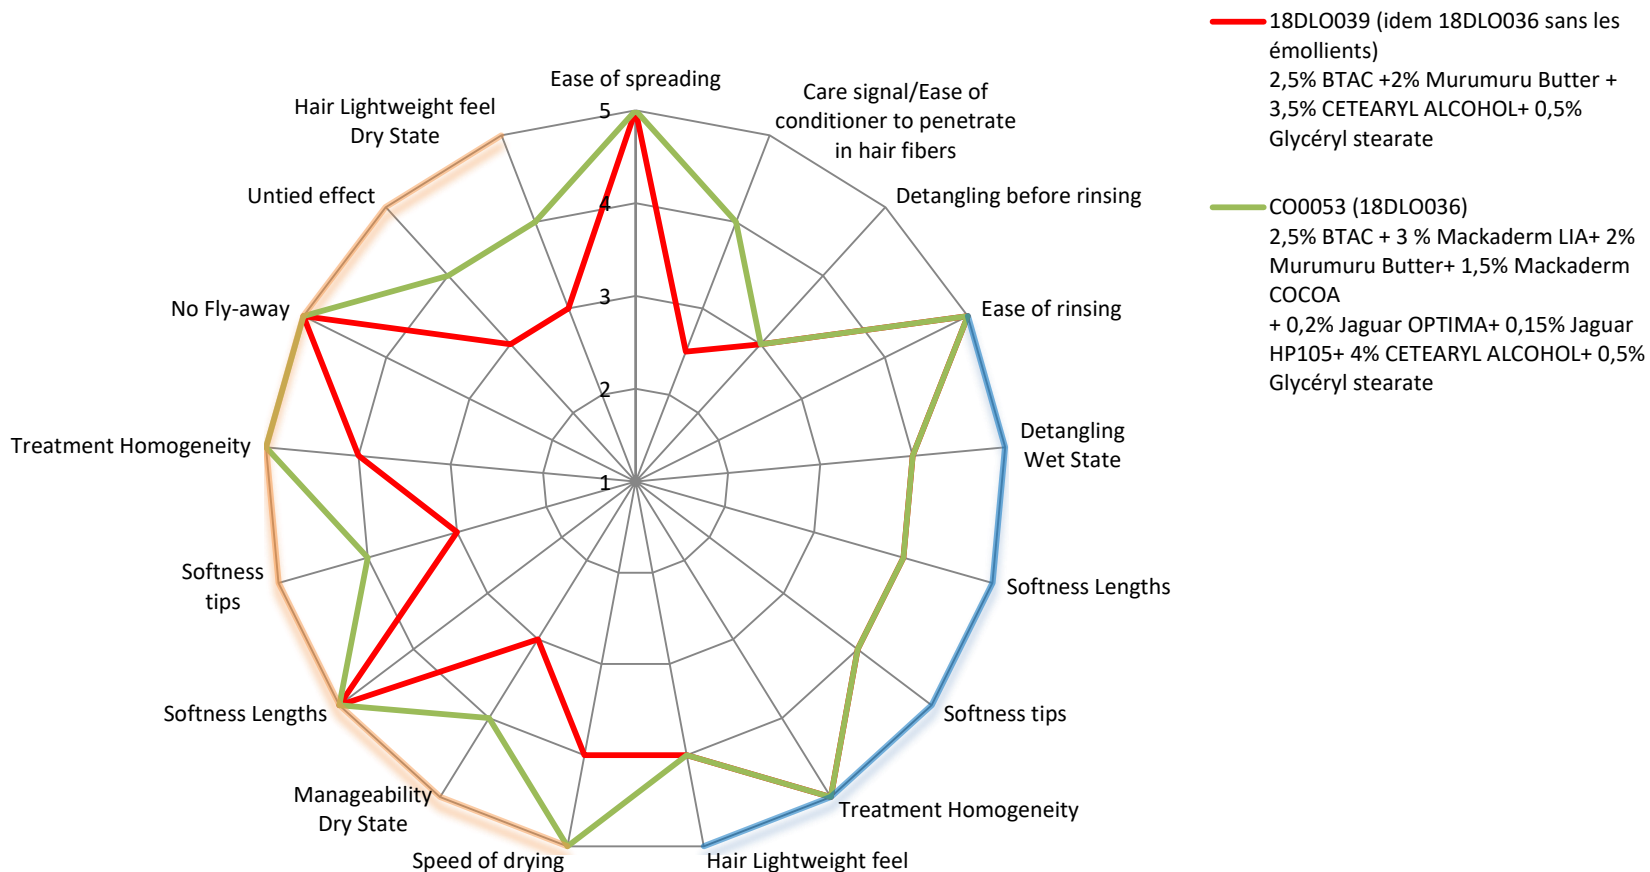 Ease of spreading
Care signal/Ease of
conditioner to penetrate
in hair fibers
Detangling before rinsing
Ease of rinsing
Detangling
Wet State
Softness Lengths
Softness tips
Treatment Homogeneity
Hair Lightweight feel
Speed of drying
Manageability
Dry State
Softness Lengths
Softness
tips
Treatment Homogeneity
No Fly-away
Untied effect
Hair Lightweight feel
Dry State
5
4
3
2
1
18DLO039 (idem 18DLO036 sans les
émollients)
2,5% BTAC +2% Murumuru Butter +
3,5% CETEARYL ALCOHOL+ 0,5%
Glycéryl stearate
CO0053 (18DLO036)
2,5% BTAC + 3 % Mackaderm LIA+ 2%
Murumuru Butter+ 1,5% Mackaderm
COCOA
+ 0,2% Jaguar OPTIMA+ 0,15% Jaguar
HP105+ 4% CETEARYL ALCOHOL+ 0,5%
Glycéryl stearate